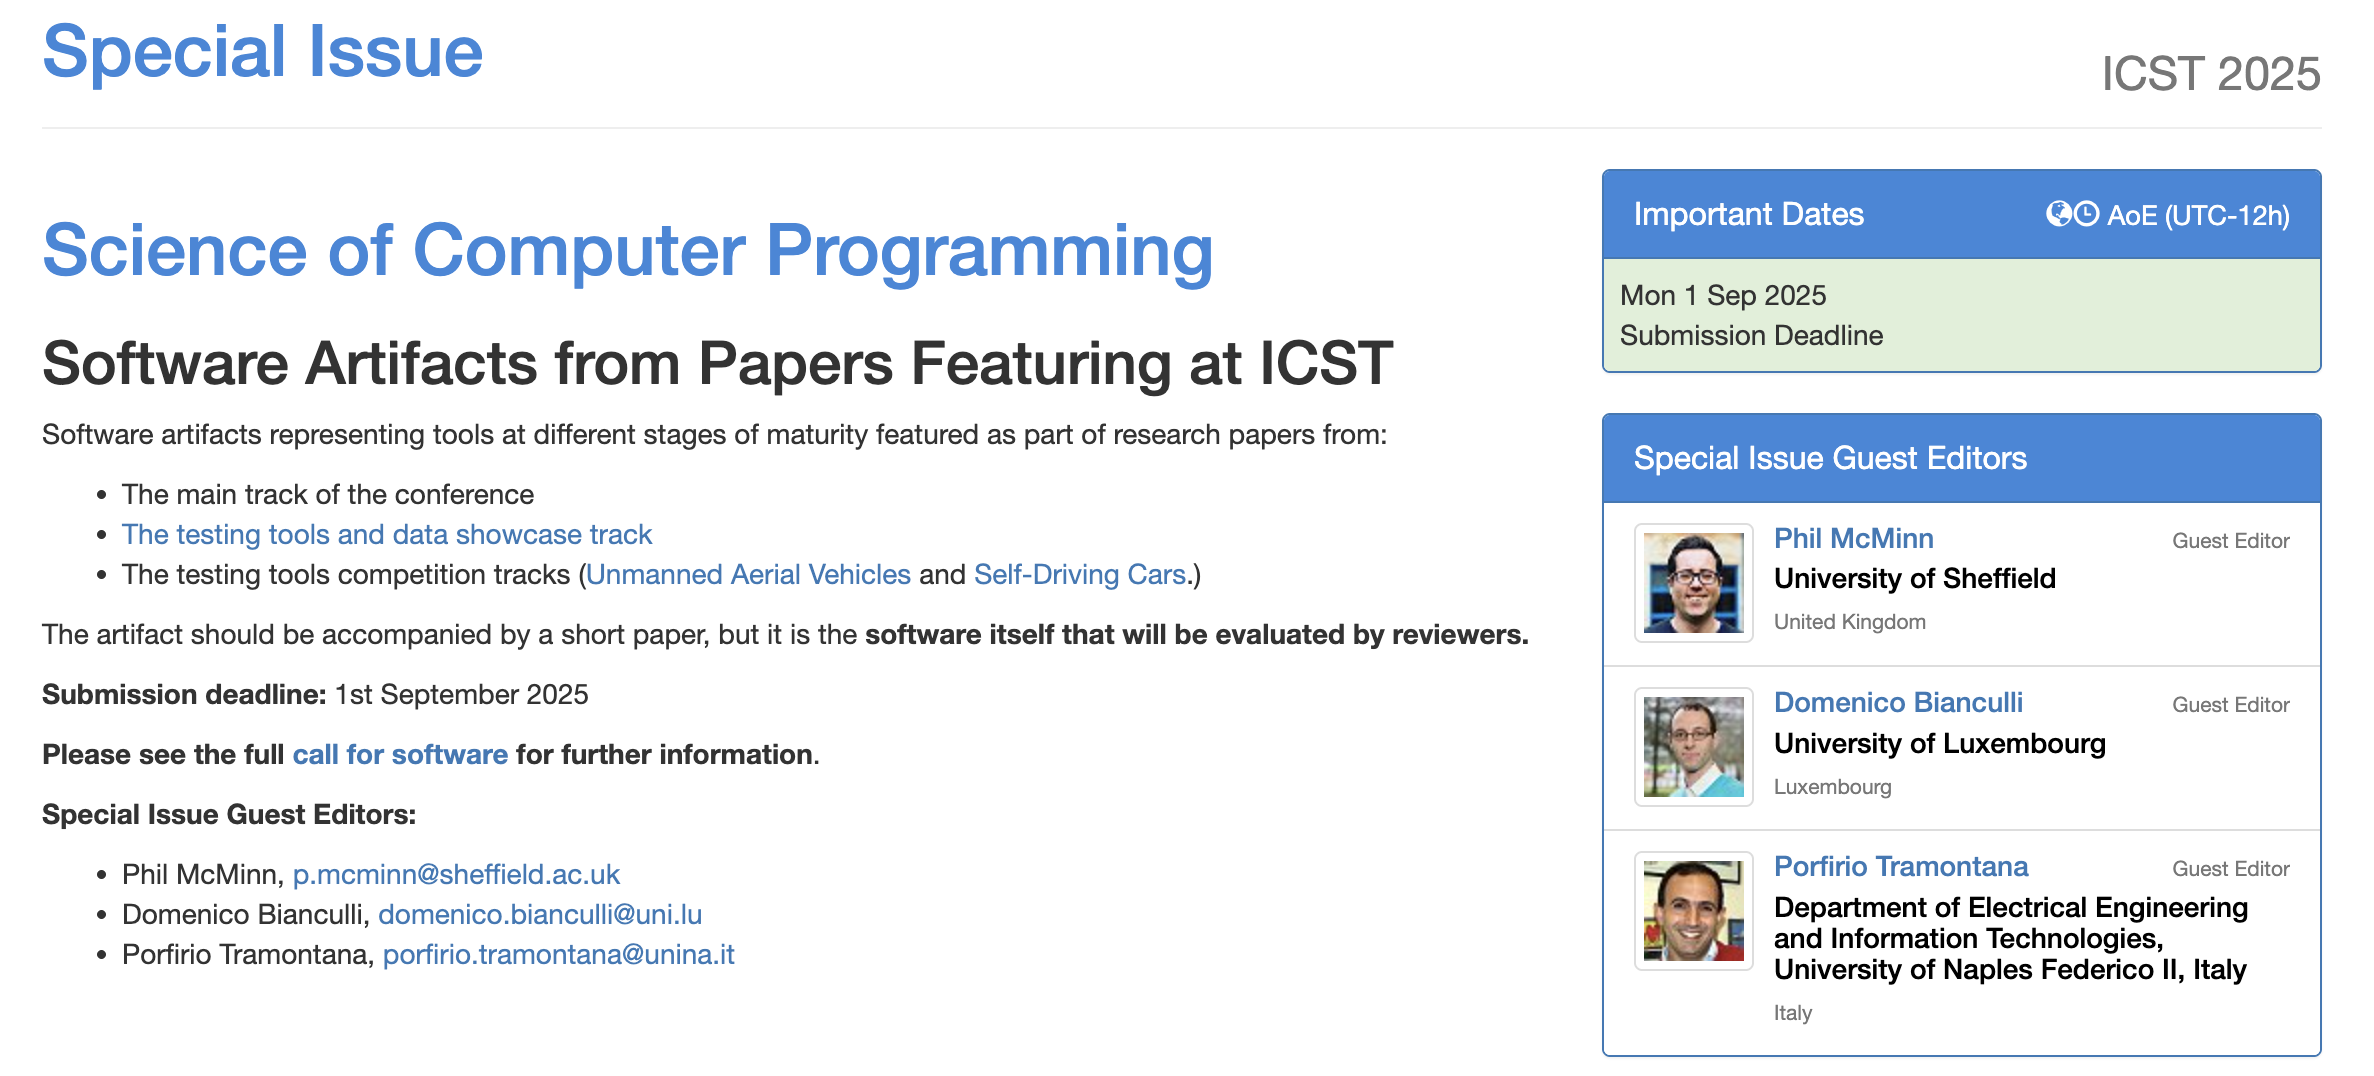 Special Issue
ICST 2025
Science of Computer Programming
Software Artifacts from Papers Featuring at ICST
Software artifacts representing tools at different stages of maturity featured as part of research papers from:
• The main track of the conference
• The testing tools and data showcase track
• The testing tools competition tracks (Unmanned Aerial Vehicles and Self-Driving Cars.)
The artifact should be accompanied by a short paper, but it is the software itself that will be evaluated by reviewers.
Submission deadline: 1st September 2025
Please see the full call for software for further information.
Special Issue Guest Editors:
• Phil McMinn, p.mcminn@sheffield.ac.uk
• Domenico Bianculli, domenico.bianculli@uni.lu
• Porfirio Tramontana, porfirio.tramontana@unina.it
Important Dates
AoE (UTC-12h)
Mon 1 Sep 2025
Submission Deadline
Special Issue Guest Editors
Phil McMinn
Guest Editor
University of Sheffield
United Kingdom
Domenico Bianculli
Guest Editor
University of Luxembourg
Luxembourg
Porfirio Tramontana
Guest Editor
Department of Electrical Engineering
and Information Technologies,
University of Naples Federico II, Italy
Italy